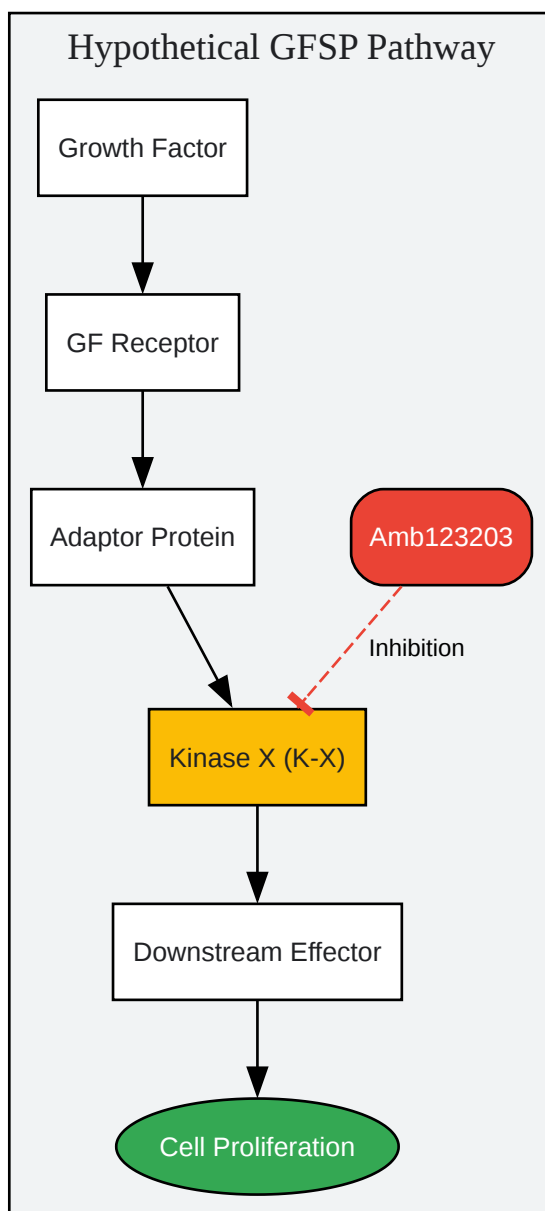 Hypothetical GFSP Pathway
Growth Factor
GF Receptor
Adaptor Protein
Amb123203
Inhibition
Kinase X (K-X)
Downstream Effector
Cell Proliferation